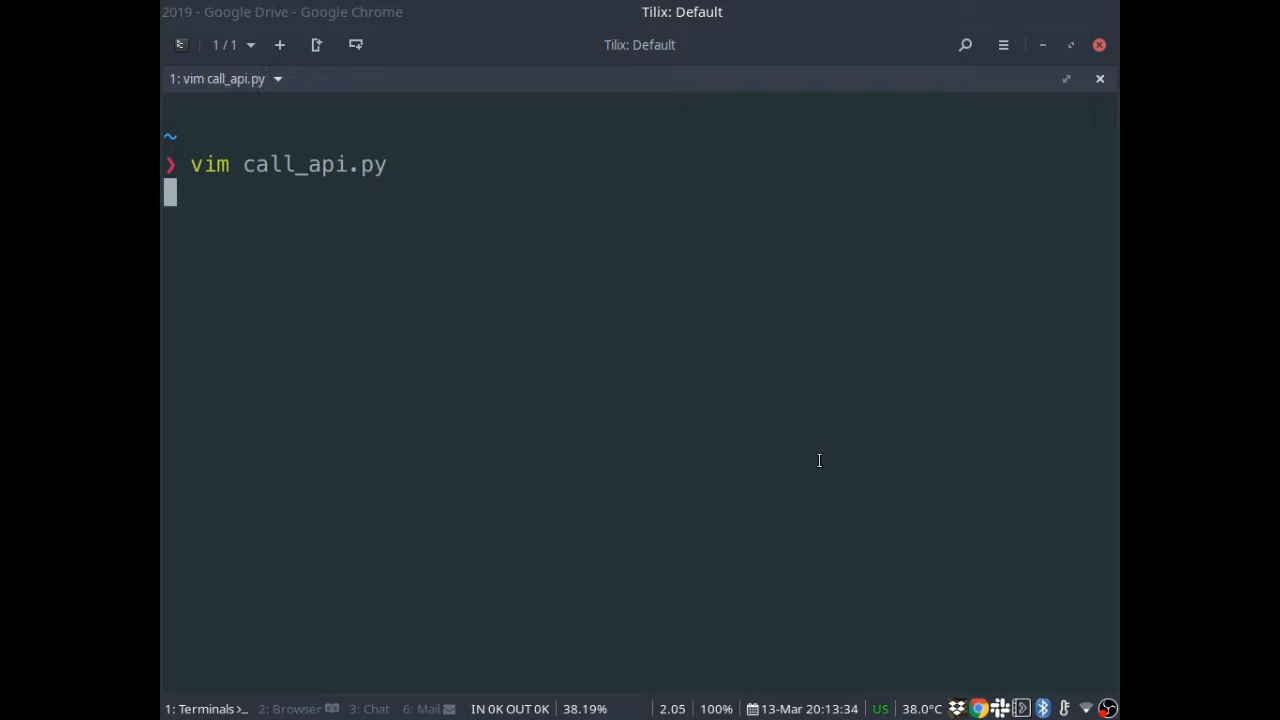 2019 - Google Drive - Google Chrome
Tilix: Default
1 / 1
Tilix: Default
1: vim call_api.py
~
❯ vim call_api.py
1: Terminals>_ 2: Browser 3: Chat 6: Mail IN 0K OUT 0K 38.19% 2.05 100% 13-Mar 20:13:34 US 38.0°C